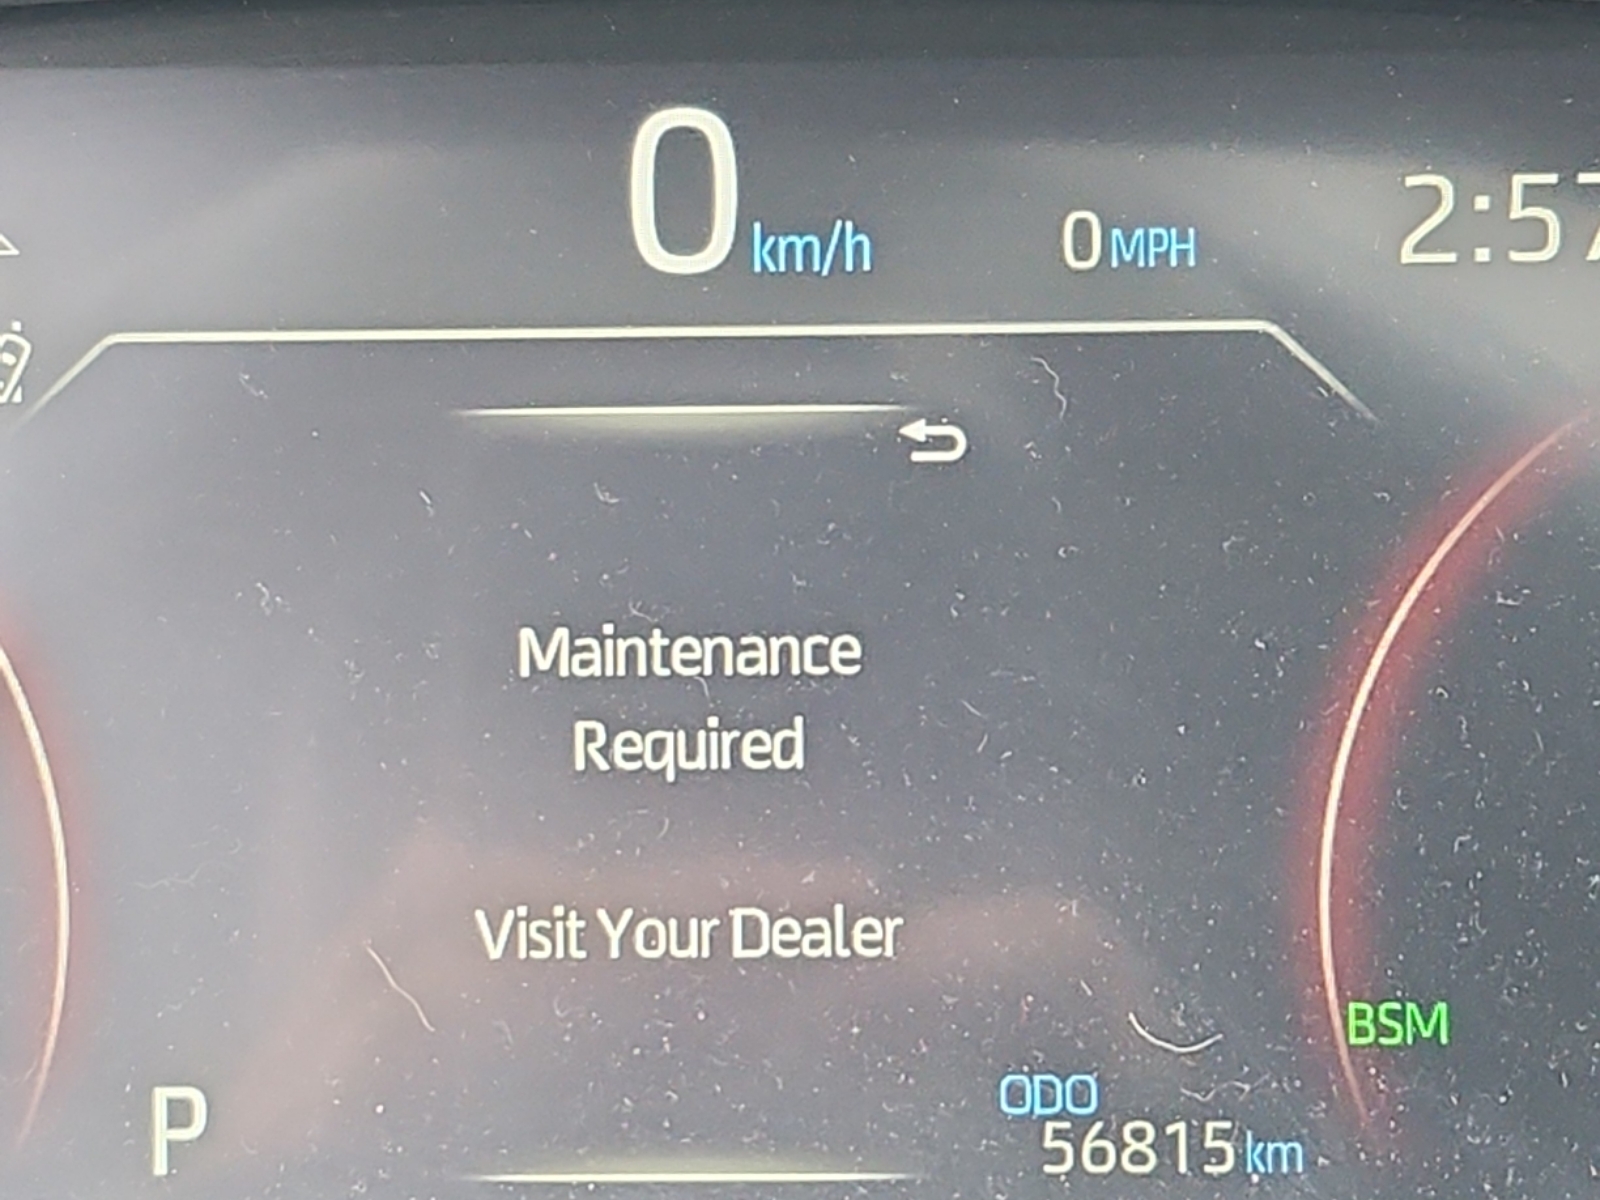 0 km/h 0 MPH 2:57
Maintenance
Required
Visit Your Dealer
BSM
ODO
P 56815 km